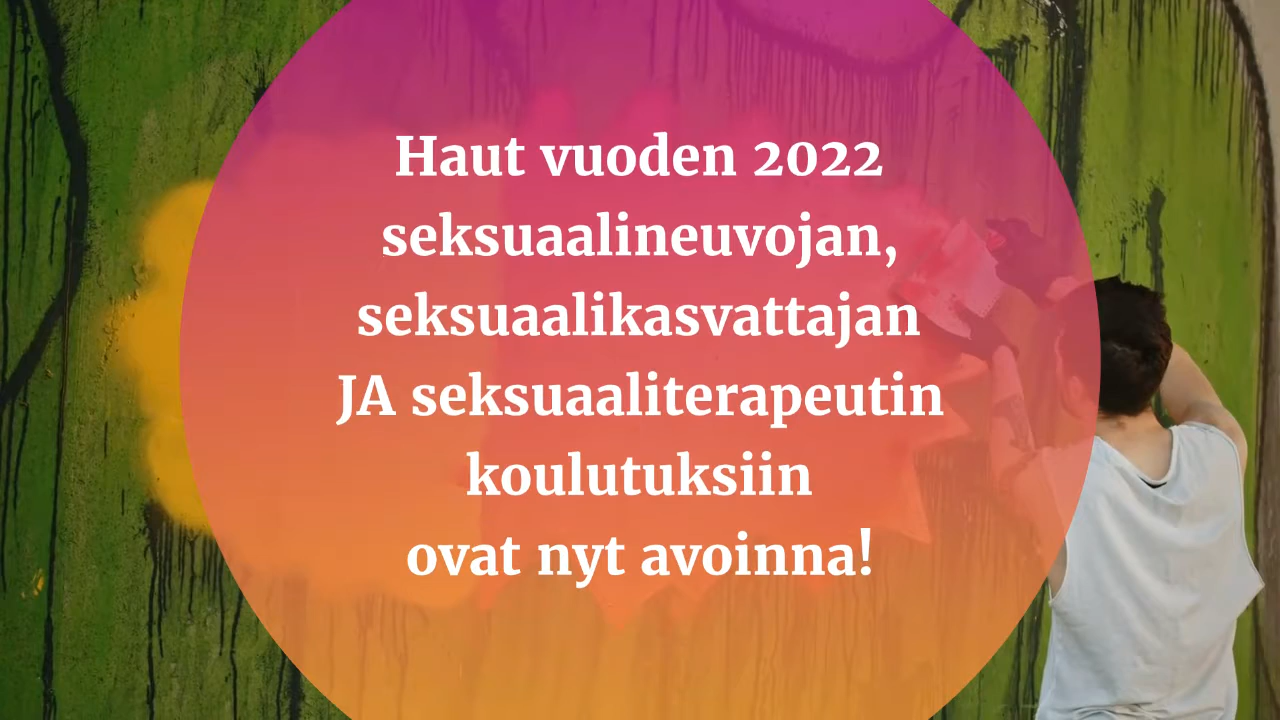 Haut vuoden 2022
seksuaalineuvojan,
seksuaalikasvattajan
JA seksuaaliterapeutin
koulutuksiin
ovat nyt avoinna!